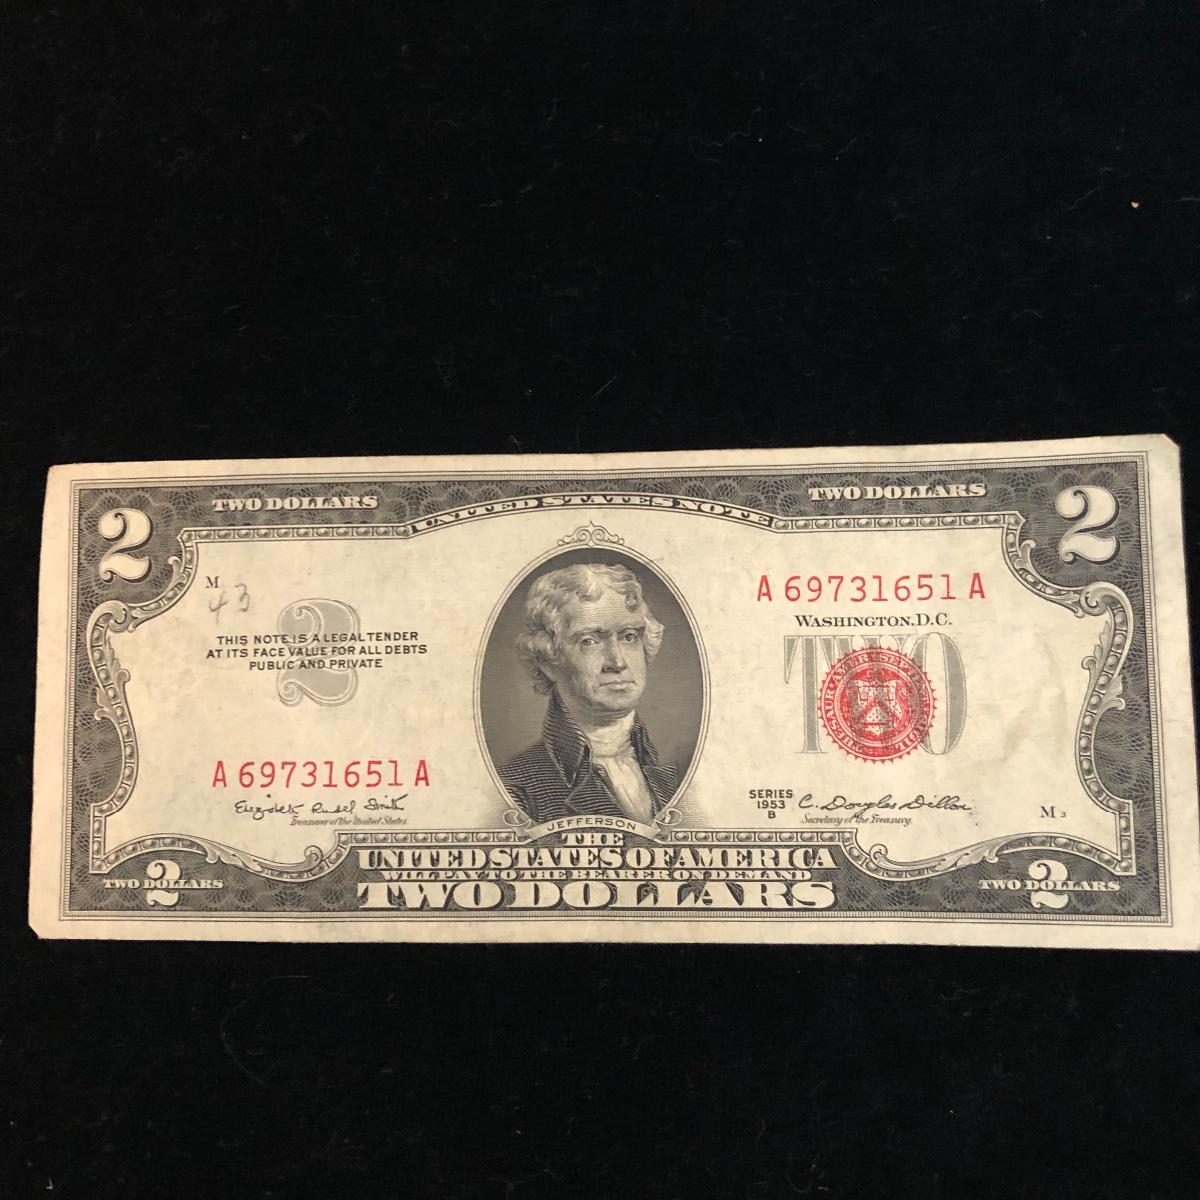 TWO DOLLARS
UNITED STATES NOTE
TWO DOLLARS
2
2
M
43
2
THIS NOTE IS A LEGAL TENDER
AT ITS FACE VALUE FOR ALL DEBTS
PUBLIC AND PRIVATE
A 69731651 A
WASHINGTON, D.C.
TWO
A 69731651 A
Elizabeth Rudel Smith
Treasurer of the United States.
SERIES
1953
B
C. Douglas Dillon
Secretary of the Treasury.
M 3
JEFFERSON
THE
UNITED STATES OF AMERICA
WILL PAY TO THE BEARER ON DEMAND
TWO DOLLARS
2
TWO DOLLARS
2
TWO DOLLARS